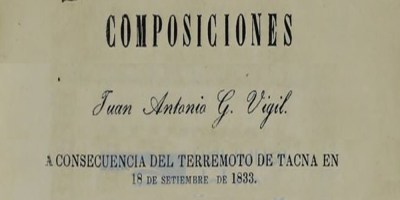 COMPOSICIONES
Juan Antonio G. Vigil.
A CONSECUENCIA DEL TERREMOTO DE TACNA EN
18 DE SETIEMBRE DE 1833.